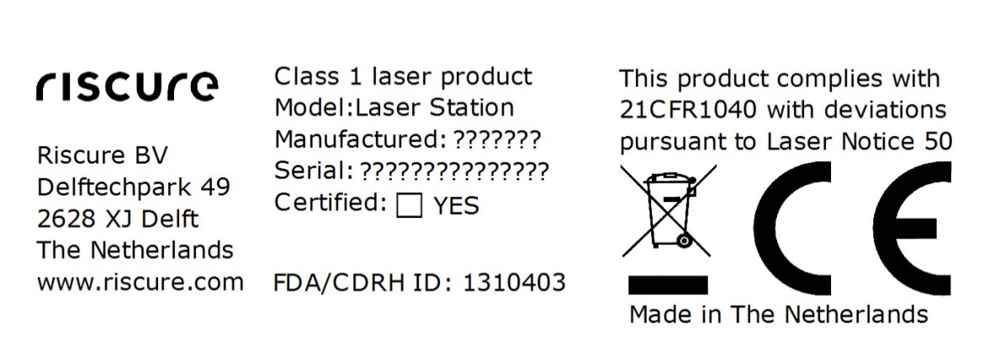 rıscure
Riscure BV
Delftechpark 49
2628 XJ Delft
The Netherlands
www.riscure.com
Class 1 laser product
Model:Laser Station
Manufactured: ???????
Serial: ???????????????
Certified: □ YES
FDA/CDRH ID: 1310403
This product complies with
21CFR1040 with deviations
pursuant to Laser Notice 50
CE
Made in The Netherlands